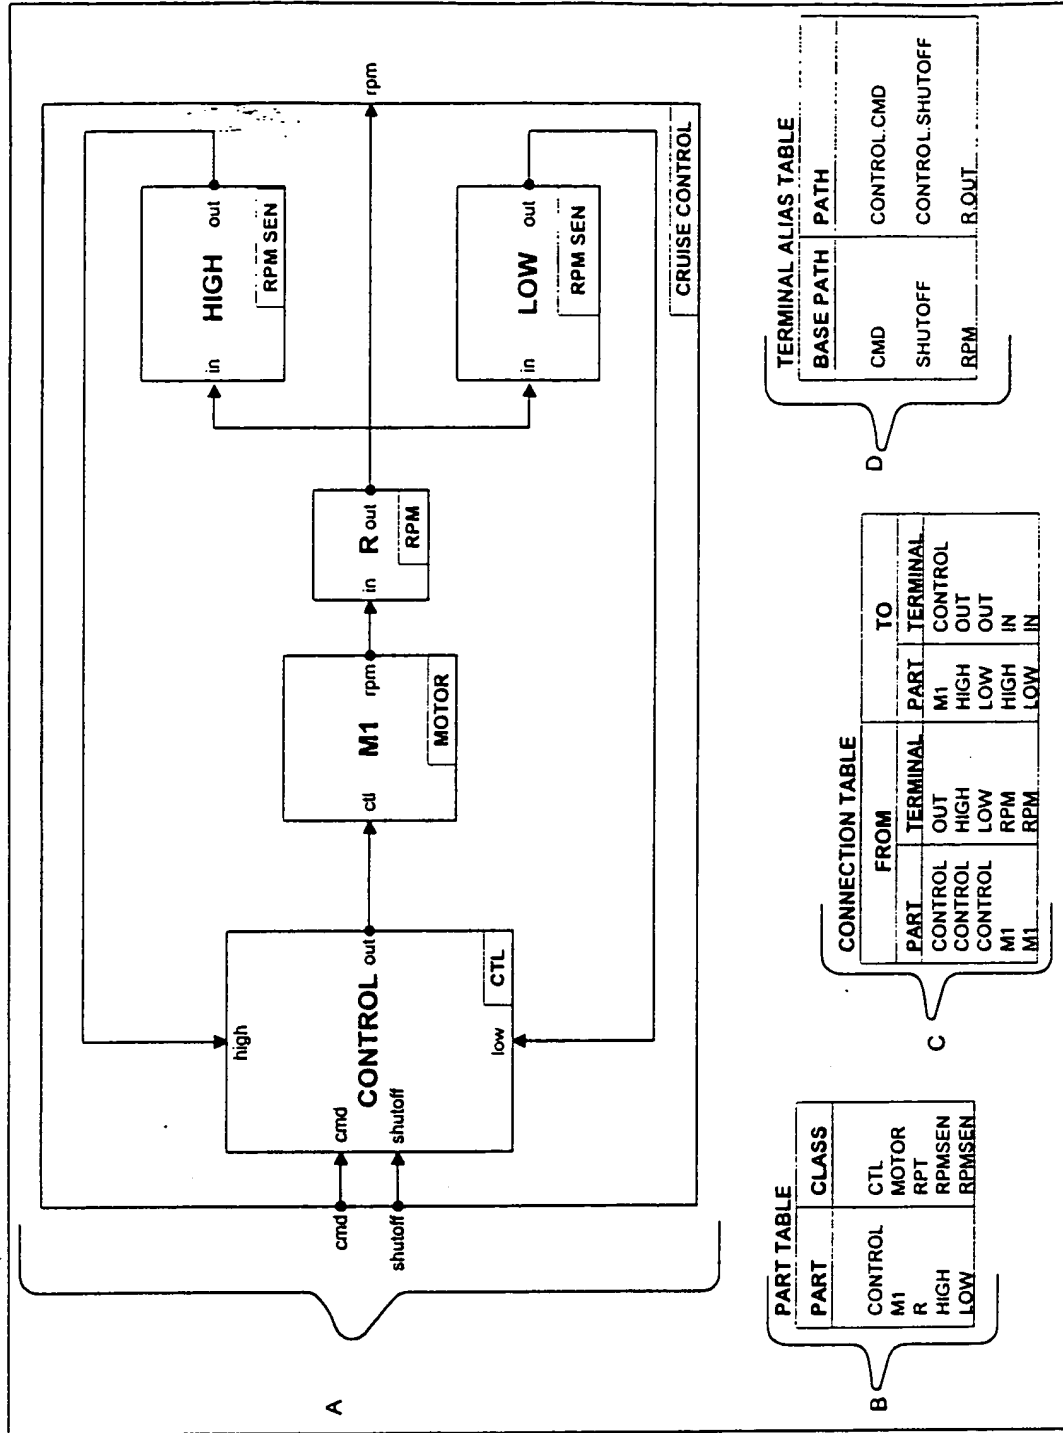 A
cmd
shutoff
cmd
shutoff
high
low
CONTROL
out
CTL
ctl
M1
rpm
MOTOR
in
R
out
RPM
in
HIGH
out
RPM SEN
in
LOW
out
RPM SEN
rpm
CRUISE CONTROL
B
PART TABLE
PART CLASS
CONTROL CTL
M1 MOTOR
R RPT
HIGH RPMSEN
LOW RPMSEN
C
CONNECTION TABLE
FROM TO
PART TERMINAL PART TERMINAL
CONTROL OUT M1 CONTROL
CONTROL HIGH HIGH OUT
CONTROL LOW LOW OUT
M1 RPM HIGH IN
M1 RPM LOW IN
D
TERMINAL ALIAS TABLE
BASE PATH PATH
CMD CONTROL.CMD
SHUTOFF CONTROL.SHUTOFF
RPM R.OUT